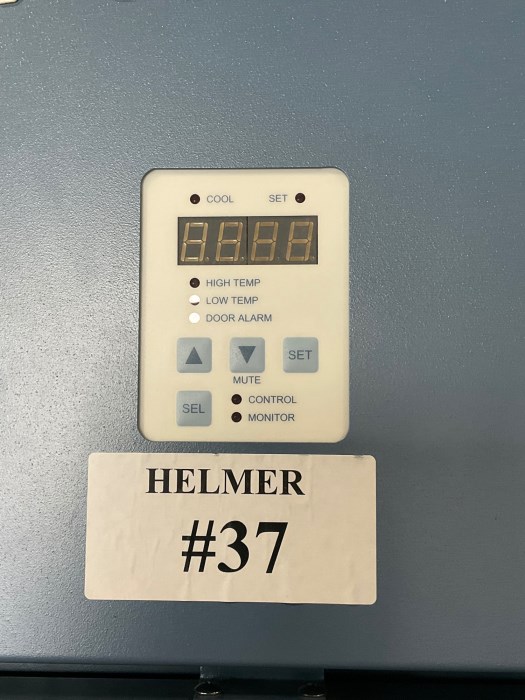 COOL SET
HIGH TEMP
LOW TEMP
DOOR ALARM
SET
MUTE
SEL
CONTROL
MONITOR
HELMER
#37